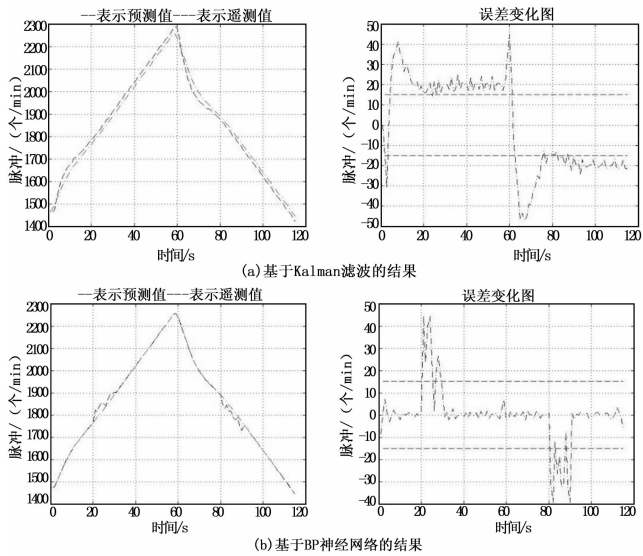 --表示预测值---表示遥测值
误差变化图
脉冲/(个/min)
2300
2200
2100
2000
1900
1800
1700
1600
1500
1400
0 20 40 60 80 100 120
时间/s
脉冲/(个/min)
50
40
30
20
10
0
-10
-20
-30
-40
-50
0 20 40 60 80 100 120
时间/s
(a)基于Kalman滤波的结果
--表示预测值---表示遥测值
误差变化图
脉冲/(个/min)
2300
2200
2100
2000
1900
1800
1700
1600
1500
1400
0 20 40 60 80 100 120
时间/s
脉冲/(个/min)
50
40
30
20
10
0
-10
-20
-30
-40
0 20 40 60 80 100 120
时间/s
(b)基于BP神经网络的结果